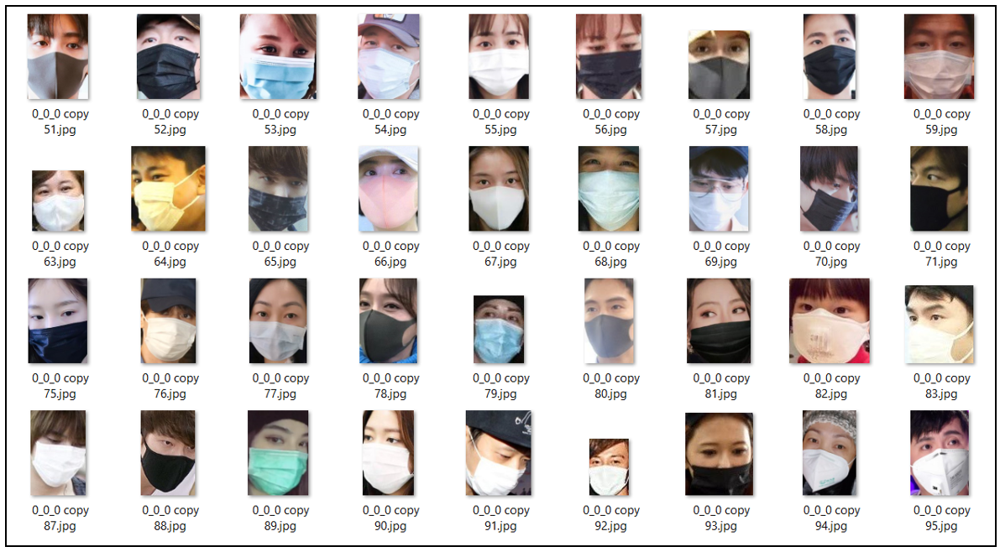 0_0_0 copy 51.jpg
0_0_0 copy 52.jpg
0_0_0 copy 53.jpg
0_0_0 copy 54.jpg
0_0_0 copy 55.jpg
0_0_0 copy 56.jpg
0_0_0 copy 57.jpg
0_0_0 copy 58.jpg
0_0_0 copy 59.jpg
0_0_0 copy 63.jpg
0_0_0 copy 64.jpg
0_0_0 copy 65.jpg
0_0_0 copy 66.jpg
0_0_0 copy 67.jpg
0_0_0 copy 68.jpg
0_0_0 copy 69.jpg
0_0_0 copy 70.jpg
0_0_0 copy 71.jpg
0_0_0 copy 75.jpg
0_0_0 copy 76.jpg
0_0_0 copy 77.jpg
0_0_0 copy 78.jpg
0_0_0 copy 79.jpg
0_0_0 copy 80.jpg
0_0_0 copy 81.jpg
0_0_0 copy 82.jpg
0_0_0 copy 83.jpg
0_0_0 copy 87.jpg
0_0_0 copy 88.jpg
0_0_0 copy 89.jpg
0_0_0 copy 90.jpg
0_0_0 copy 91.jpg
0_0_0 copy 92.jpg
0_0_0 copy 93.jpg
0_0_0 copy 94.jpg
0_0_0 copy 95.jpg